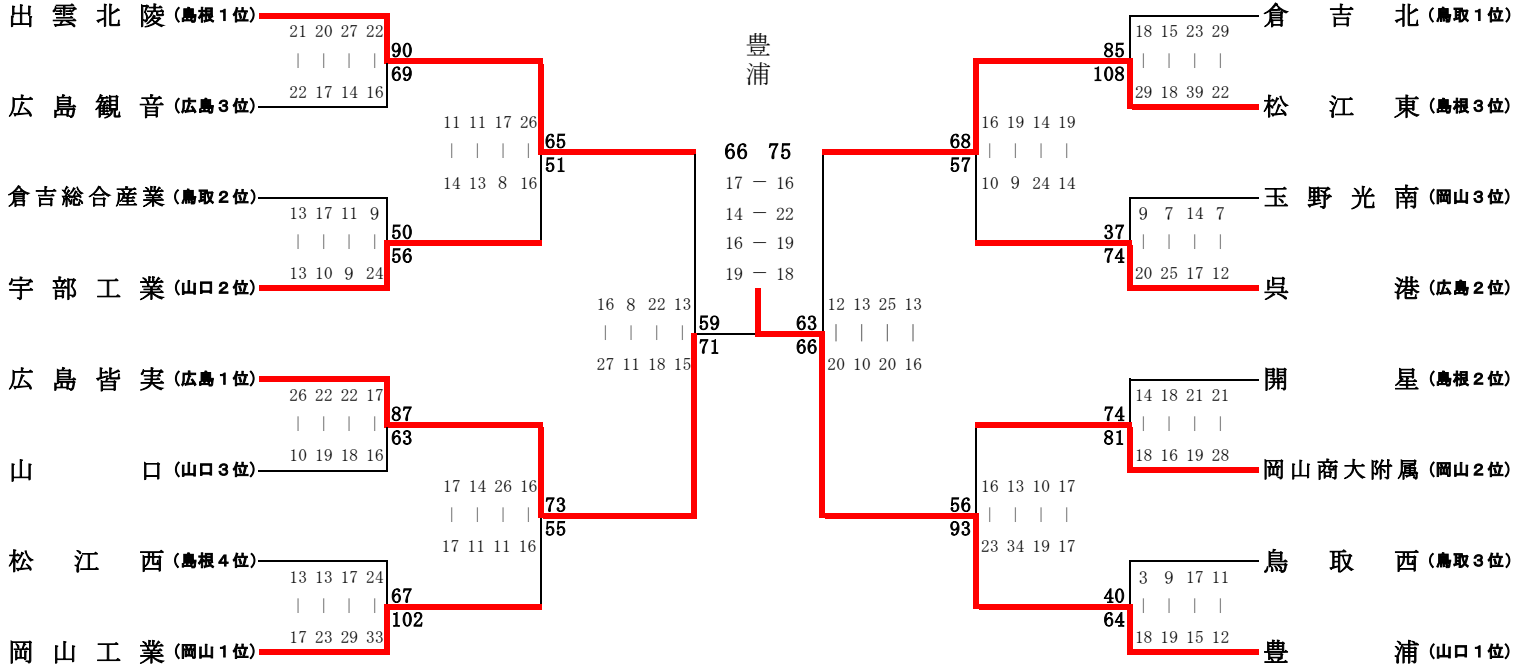 出雲北陵 (島根1位)
21 20 27 22
90
69
22 17 14 16
広島観音 (広島3位)
11 11 17 26
65
51
14 13 8 16
倉吉総合産業 (鳥取2位)
13 17 11 9
50
56
13 10 9 24
宇部工業 (山口2位)
16 8 22 13
59
71
27 11 18 15
広島皆実 (広島1位)
26 22 22 17
87
63
10 19 18 16
山口 (山口3位)
17 14 26 16
73
55
17 11 11 16
松江西 (島根4位)
13 13 17 24
67
102
17 23 29 33
岡山工業 (岡山1位)
豊浦
66 75
17 − 16
14 − 22
16 − 19
19 − 18
倉吉北 (鳥取1位)
18 15 23 29
85
108
29 18 39 22
松江東 (島根3位)
16 19 14 19
68
57
10 9 24 14
玉野光南 (岡山3位)
9 7 14 7
37
74
20 25 17 12
呉港 (広島2位)
12 13 25 13
63
66
20 10 20 16
開星 (島根2位)
14 18 21 21
74
81
18 16 19 28
岡山商大附属 (岡山2位)
16 13 10 17
56
93
23 34 19 17
鳥取西 (鳥取3位)
3 9 17 11
40
64
18 19 15 12
豊浦 (山口1位)